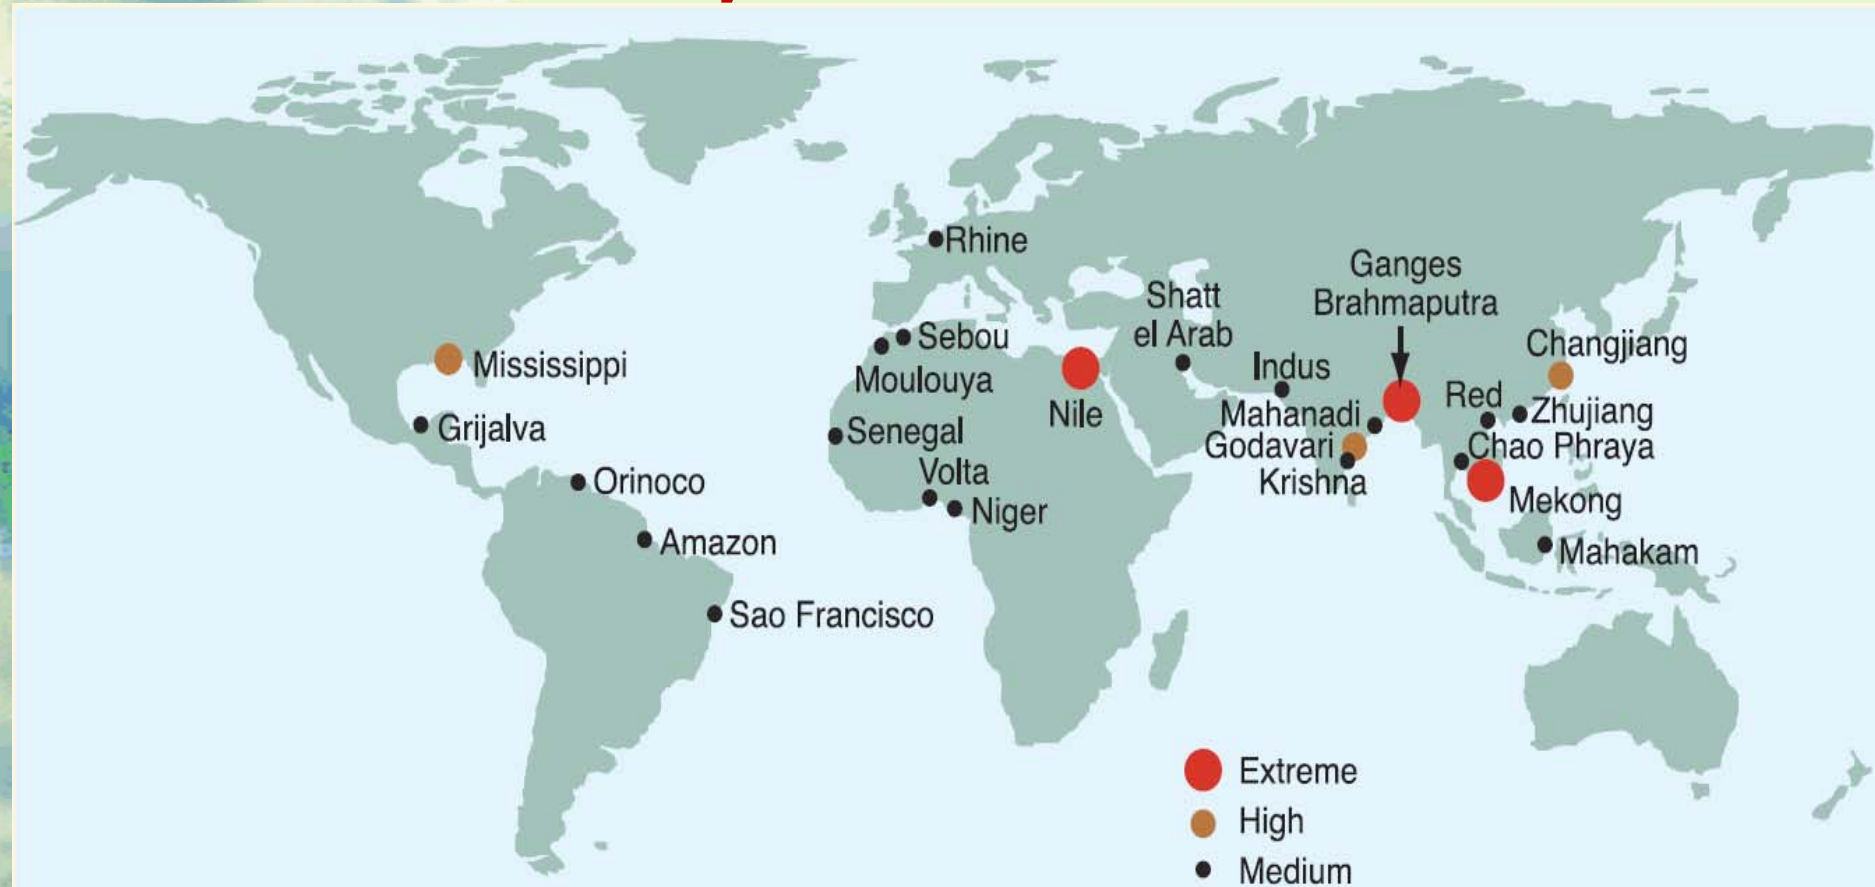 Rhine
Ganges
Brahmaputra
Shatt
el Arab
Sebou
Changjiang
Mississippi
Moulouya
Indus
Nile
Red
Mahanadi
Zhujiang
Grijalva
Senegal
Godavari
Chao Phraya
Volta
Krishna
Orinoco
Niger
Mekong
Amazon
Mahakam
Sao Francisco
Extreme
High
Medium